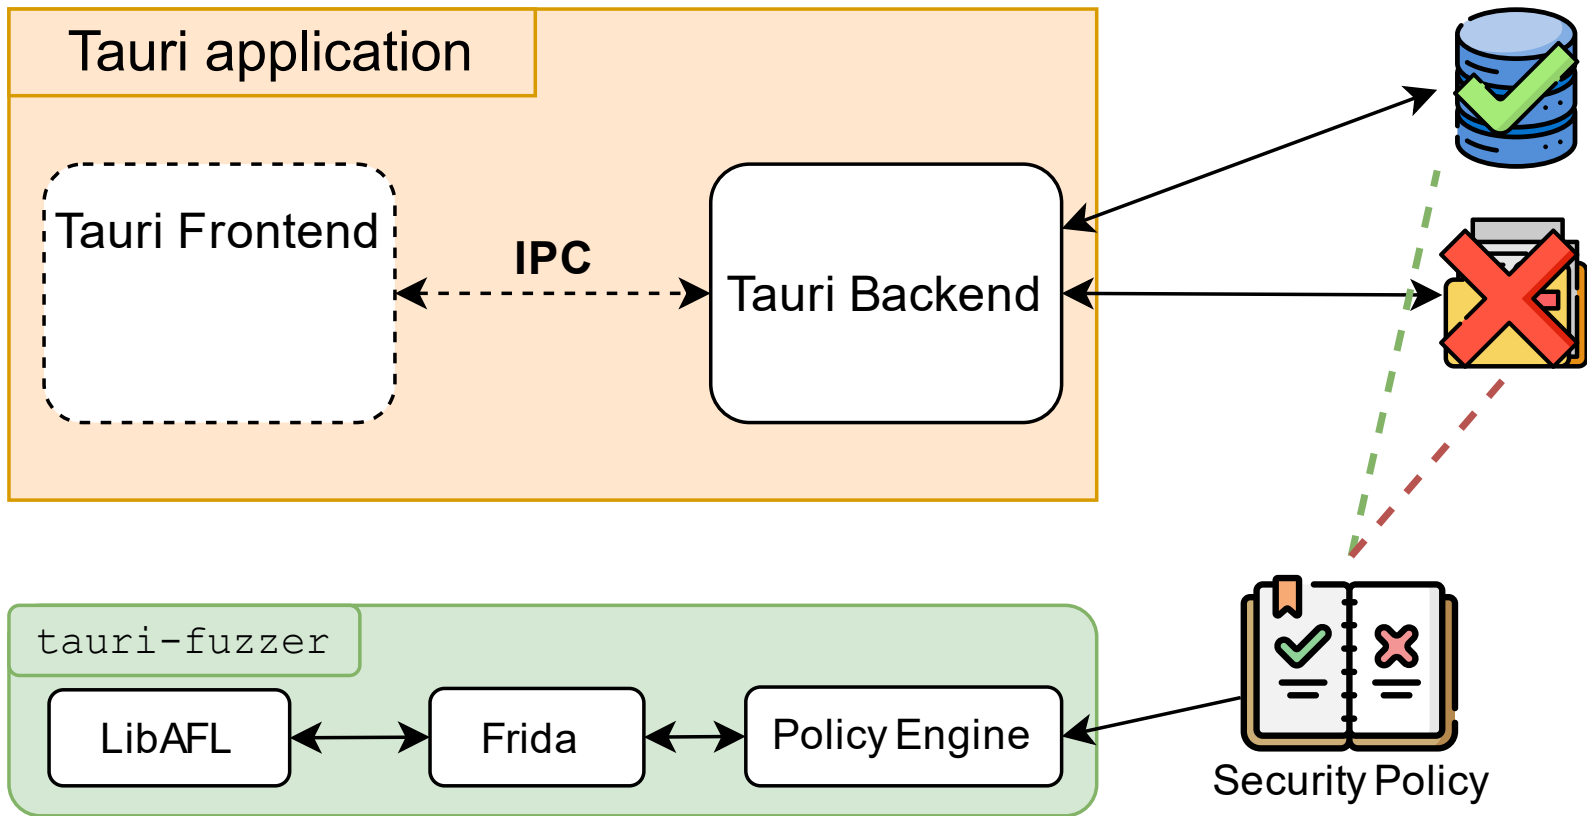 Tauri application
Tauri Frontend
IPC
Tauri Backend
tauri-fuzzer
LibAFL
Frida
Policy Engine
Security Policy